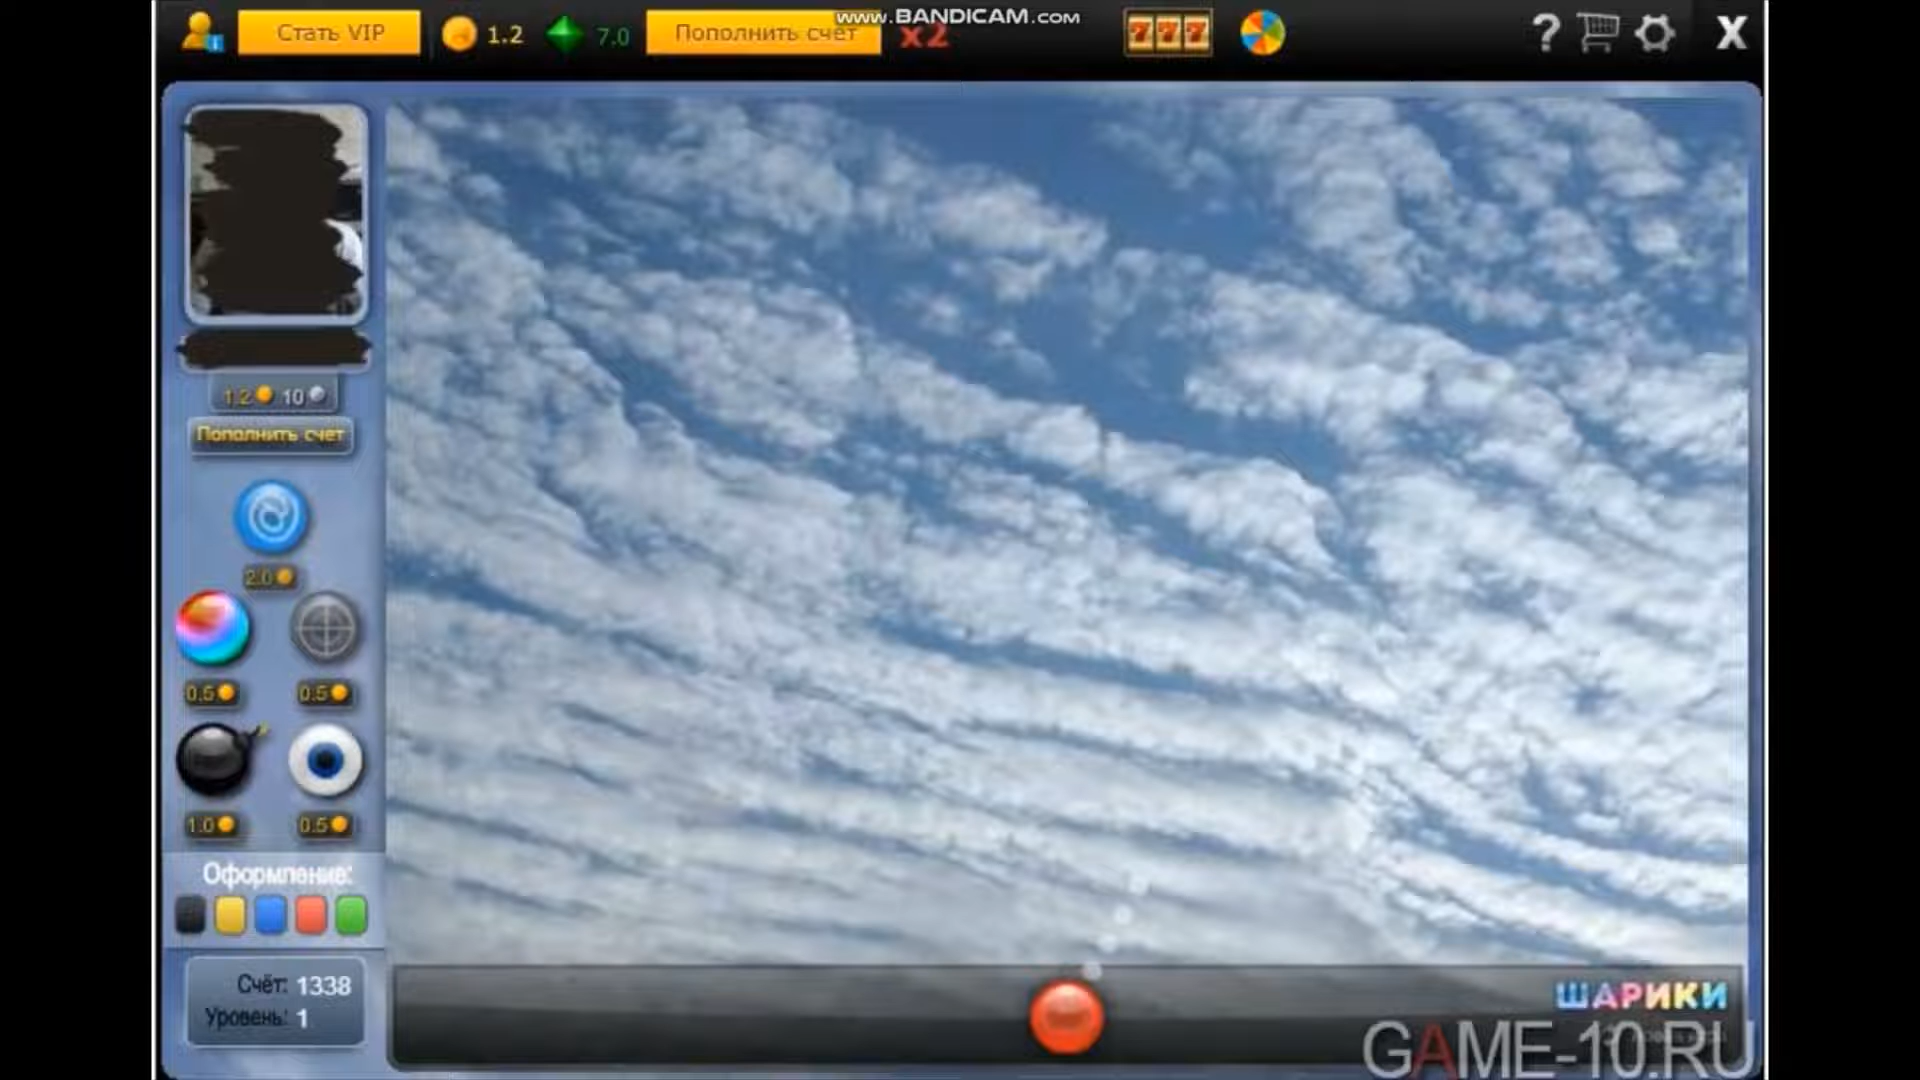 www.BANDICAM.com
Стать VIP
1.2
7.0
Пополнить счёт
x2
777
?
X
1.2
10
Пополнить счет
2.0
0.5
0.5
1.0
0.5
Оформление:
Счёт: 1338
Уровень: 1
ШАРИКИ
GAME-10.RU